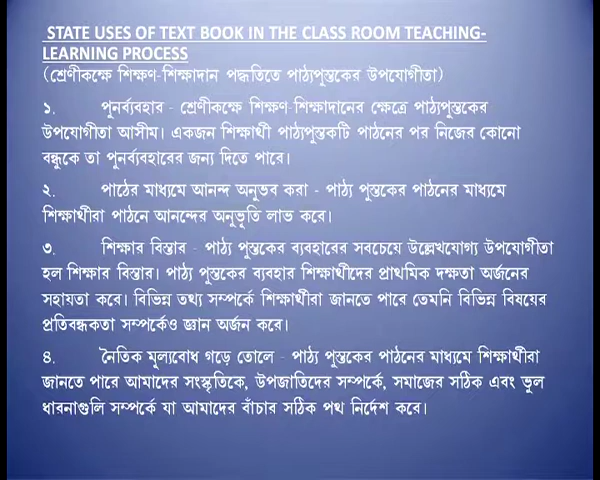 STATE USES OF TEXT BOOK IN THE CLASS ROOM TEACHING-
LEARNING PROCESS
(শ্রেণীকক্ষে শিক্ষণ-শিক্ষাদান পদ্ধতিতে পাঠ্যপুস্তকের উপযোগীতা)
১. পূনর্ব্যবহার - শ্রেণীকক্ষে শিক্ষণ-শিক্ষাদানের ক্ষেত্রে পাঠ্যপুস্তকের
উপযোগীতা আসীম। একজন শিক্ষাথী পাঠ্যপুস্তকটি পাঠনের পর নিজের কোনো
বন্ধুকে তা পূনর্ব্যবহারের জন্য দিতে পারে।
২. পাঠের মাধ্যমে আনন্দ অনুভব করা - পাঠ্য পুস্তকের পাঠনের মাধ্যমে
শিক্ষার্থীরা পাঠনে আনন্দের অনুভূতি লাভ করে।
৩. শিক্ষার বিস্তার - পাঠ্য পুস্তকের ব্যবহারের সবচেযে উল্লেখযোগ্য উপযোগীতা
হল শিক্ষার বিস্তার। পাঠ্য পুস্তকের ব্যবহার শিক্ষার্থীদের প্রাথমিক দক্ষতা অর্জনের
সহায়তা করে। বিভিন্ন তথ্য সম্পর্কে শিক্ষার্থীরা জানতে পারে তেমনি বিভিন্ন বিষয়ের
প্রতিবন্ধকতা সম্পর্কেও জ্ঞান অর্জন করে।
৪. নৈতিক মূল্যবোধ গড়ে তোলে - পাঠ্য পুস্তকের পাঠনের মাধ্যমে শিক্ষার্থীরা
জানতে পারে আমাদের সংস্কৃতিকে, উপজাতিদের সম্পর্কে, সমাজের সঠিক এবং ভুল
ধারনাগুলি সম্পর্কে যা আমাদের বাঁচার সঠিক পথ নির্দেশ করে।